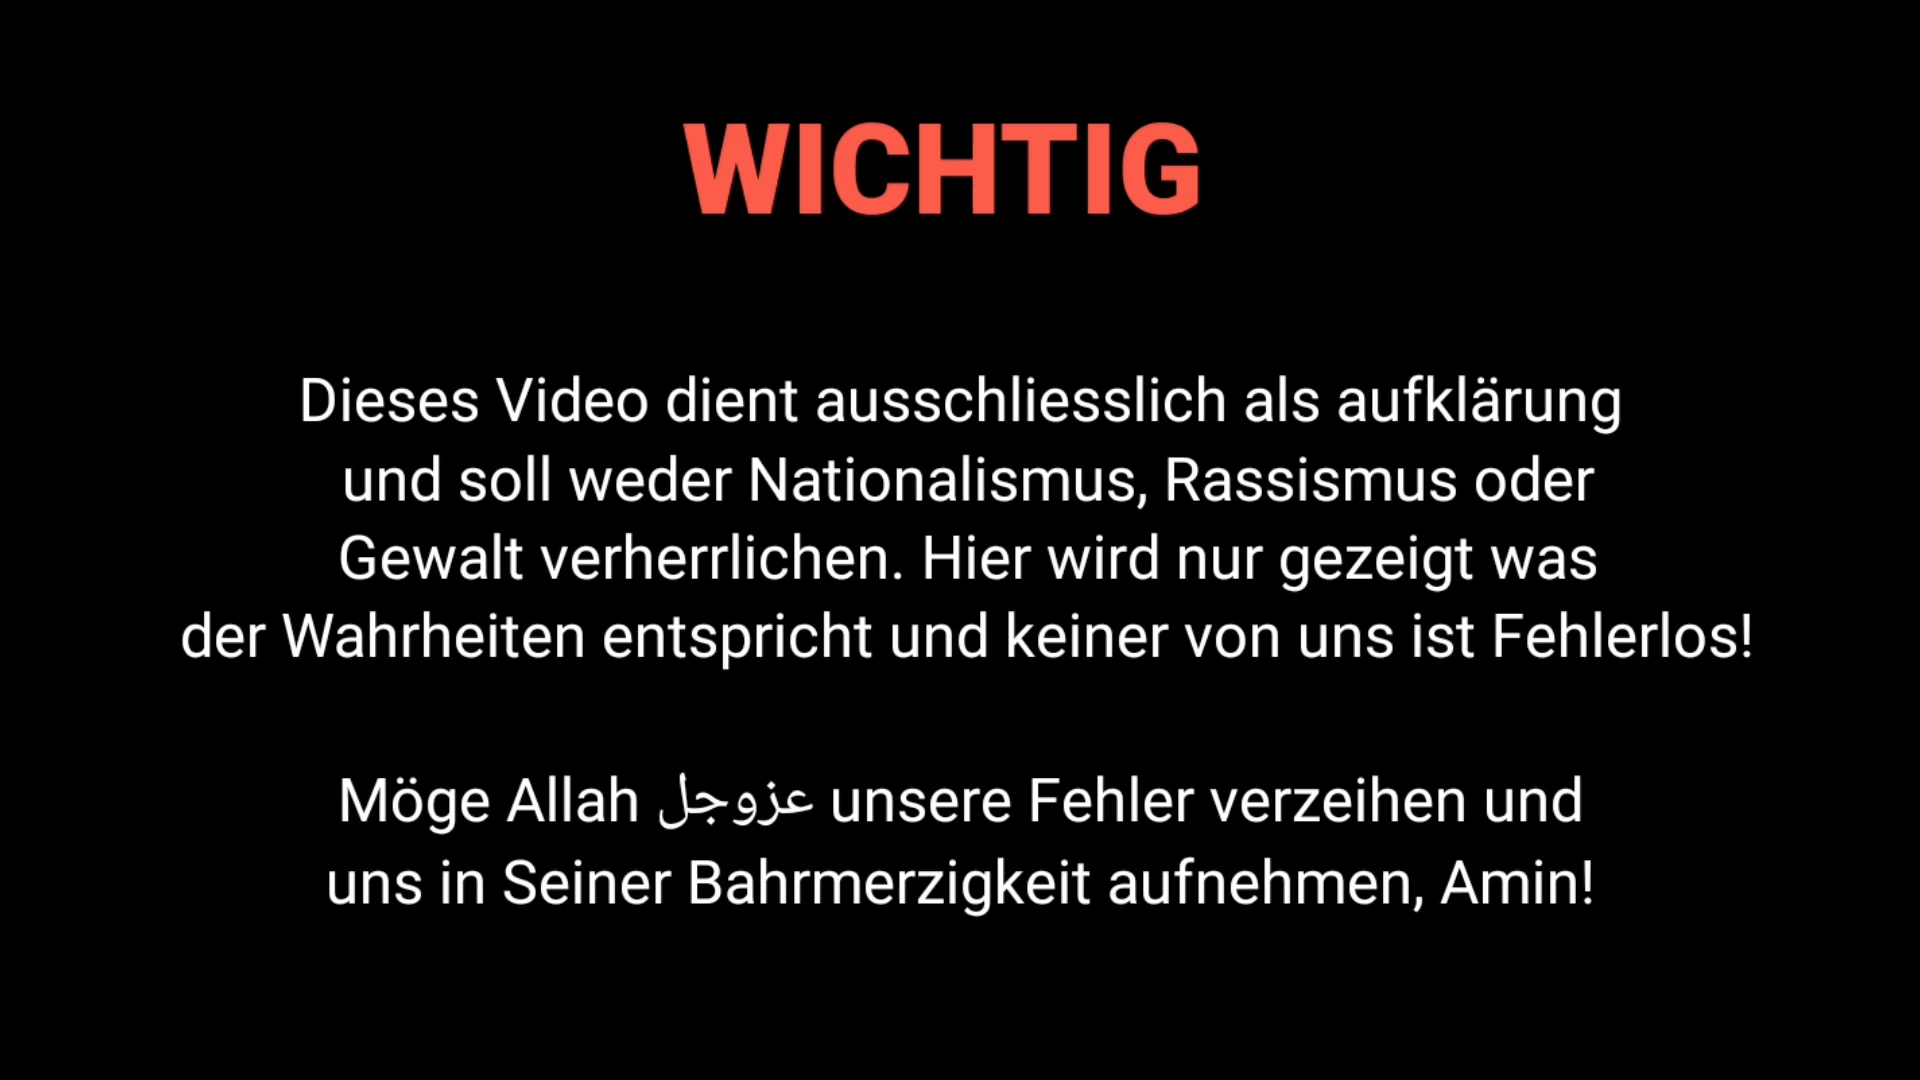 WICHTIG
Dieses Video dient ausschliesslich als aufklärung
und soll weder Nationalismus, Rassismus oder
Gewalt verherrlichen. Hier wird nur gezeigt was
der Wahrheiten entspricht und keiner von uns ist Fehlerlos!
Möge Allah عزوجل unsere Fehler verzeihen und
uns in Seiner Bahrmerzigkeit aufnehmen, Amin!